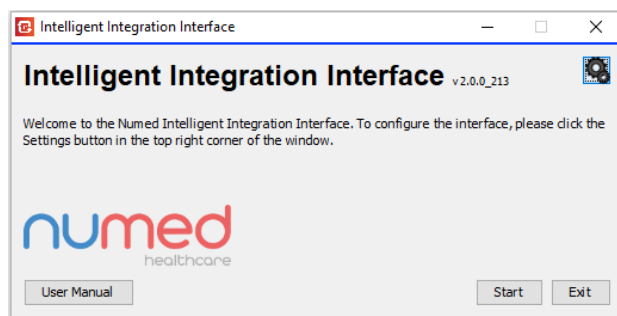 Intelligent Integration Interface
Intelligent Integration Interface v2.0.0_213
Welcome to the Numed Intelligent Integration Interface. To configure the interface, please click the
Settings button in the top right corner of the window.
numed
healthcare
User Manual Start Exit